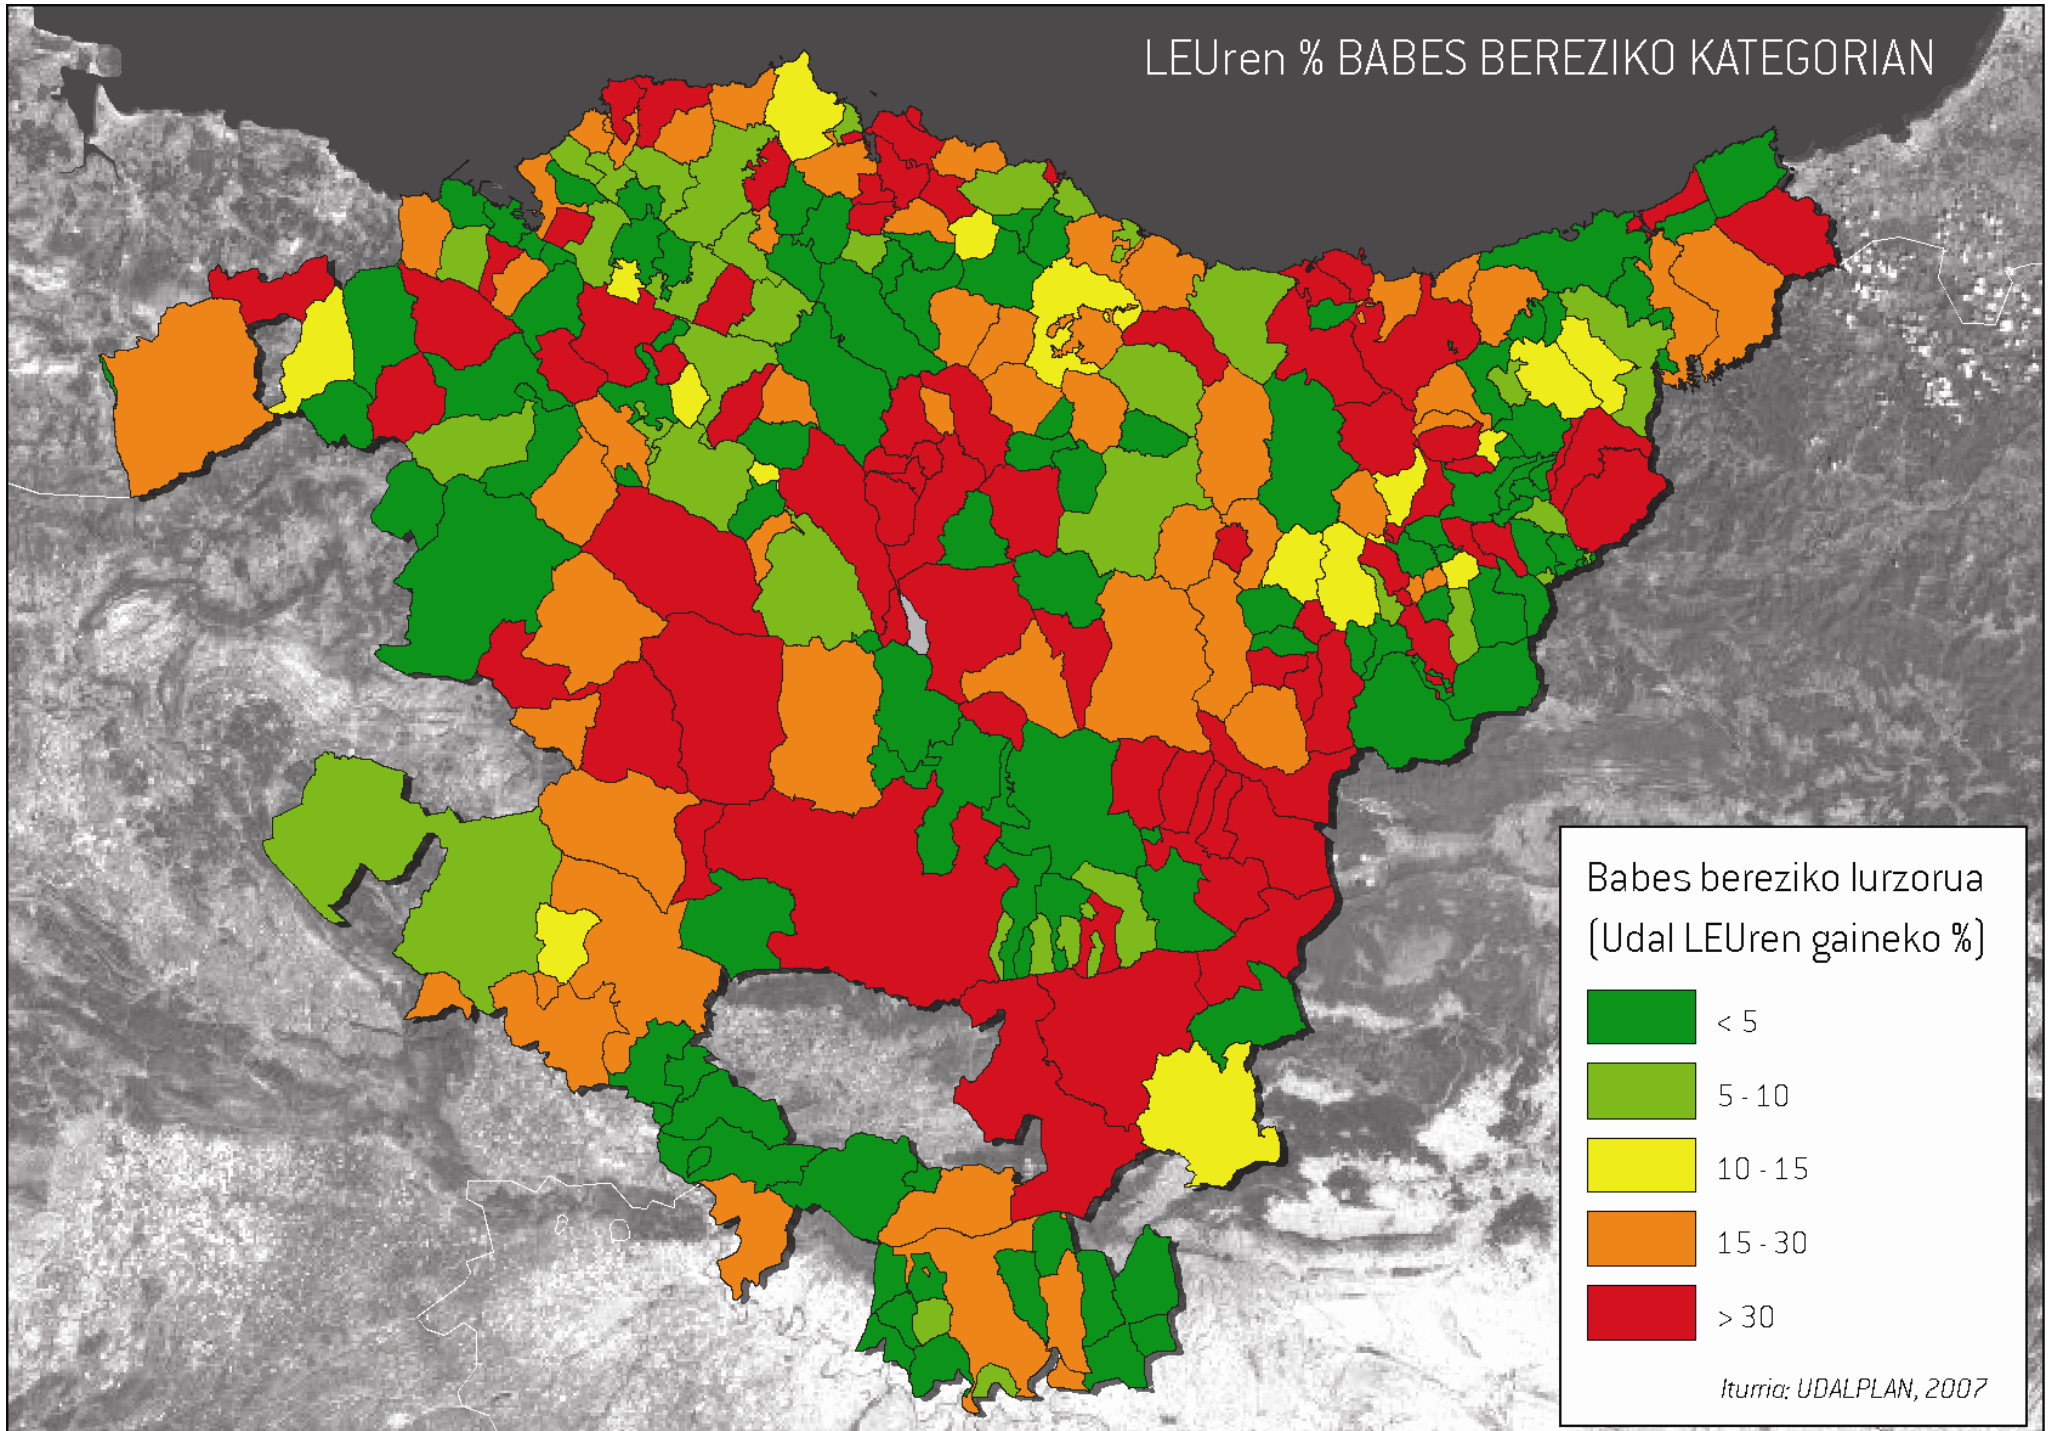 LEUren % BABES BEREZIKO KATEGORIAN
Babes bereziko lurzorua
(Udal LEUren gaineko %)
< 5
5 - 10
10 - 15
15 - 30
> 30
Iturria: UDALPLAN, 2007